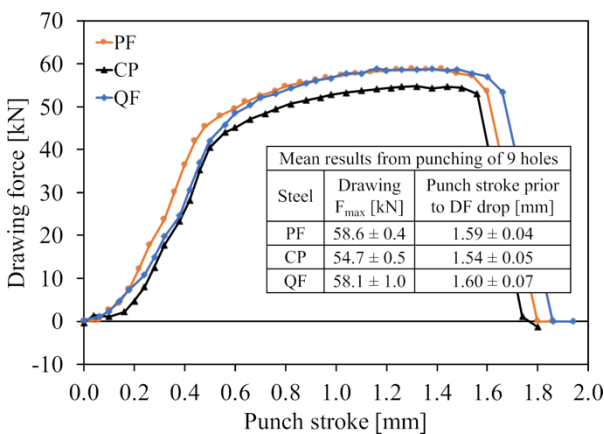 70
60
50
40
30
20
10
0
-10
Drawing force [kN]
PF
CP
QF
Mean results from punching of 9 holes
Steel Drawing Fmax [kN] Punch stroke prior to DF drop [mm]
PF 58.6 ± 0.4 1.59 ± 0.04
CP 54.7 ± 0.5 1.54 ± 0.05
QF 58.1 ± 1.0 1.60 ± 0.07
0.0 0.2 0.4 0.6 0.8 1.0 1.2 1.4 1.6 1.8 2.0
Punch stroke [mm]